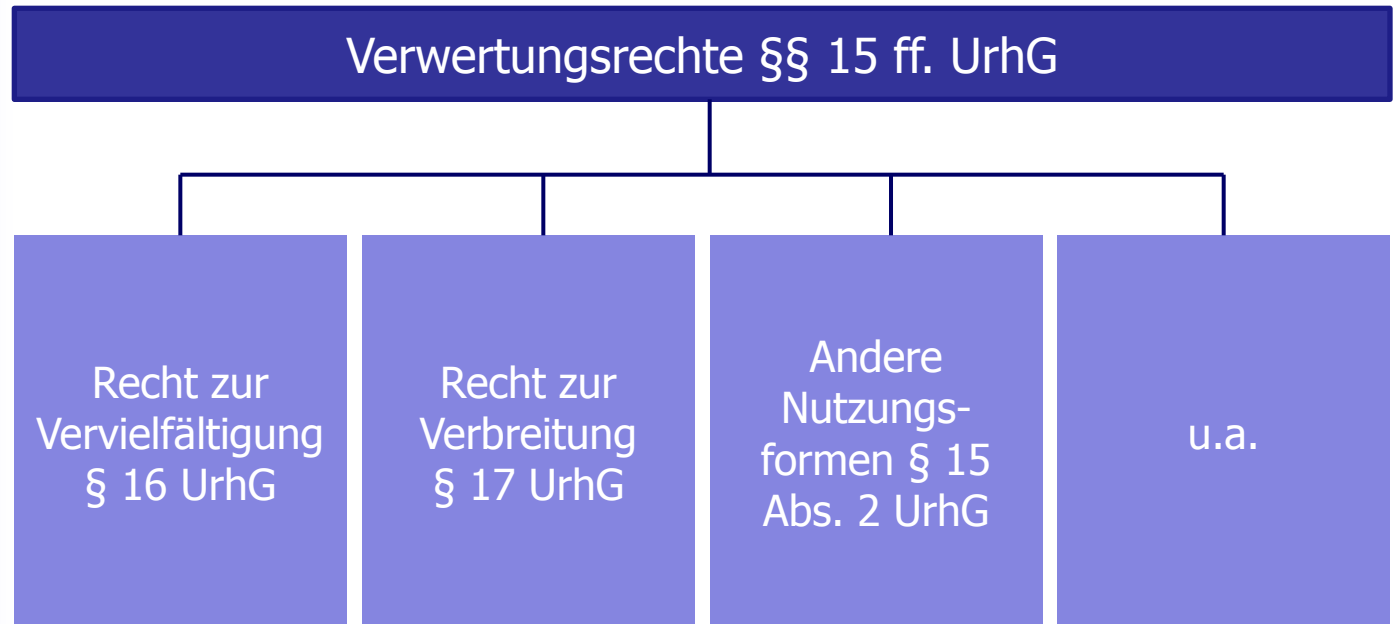 Verwertungsrechte §§ 15 ff. UrhG
Recht zur
Vervielfältigung
§ 16 UrhG
Recht zur
Verbreitung
§ 17 UrhG
Andere
Nutzungs-
formen § 15
Abs. 2 UrhG
u.a.